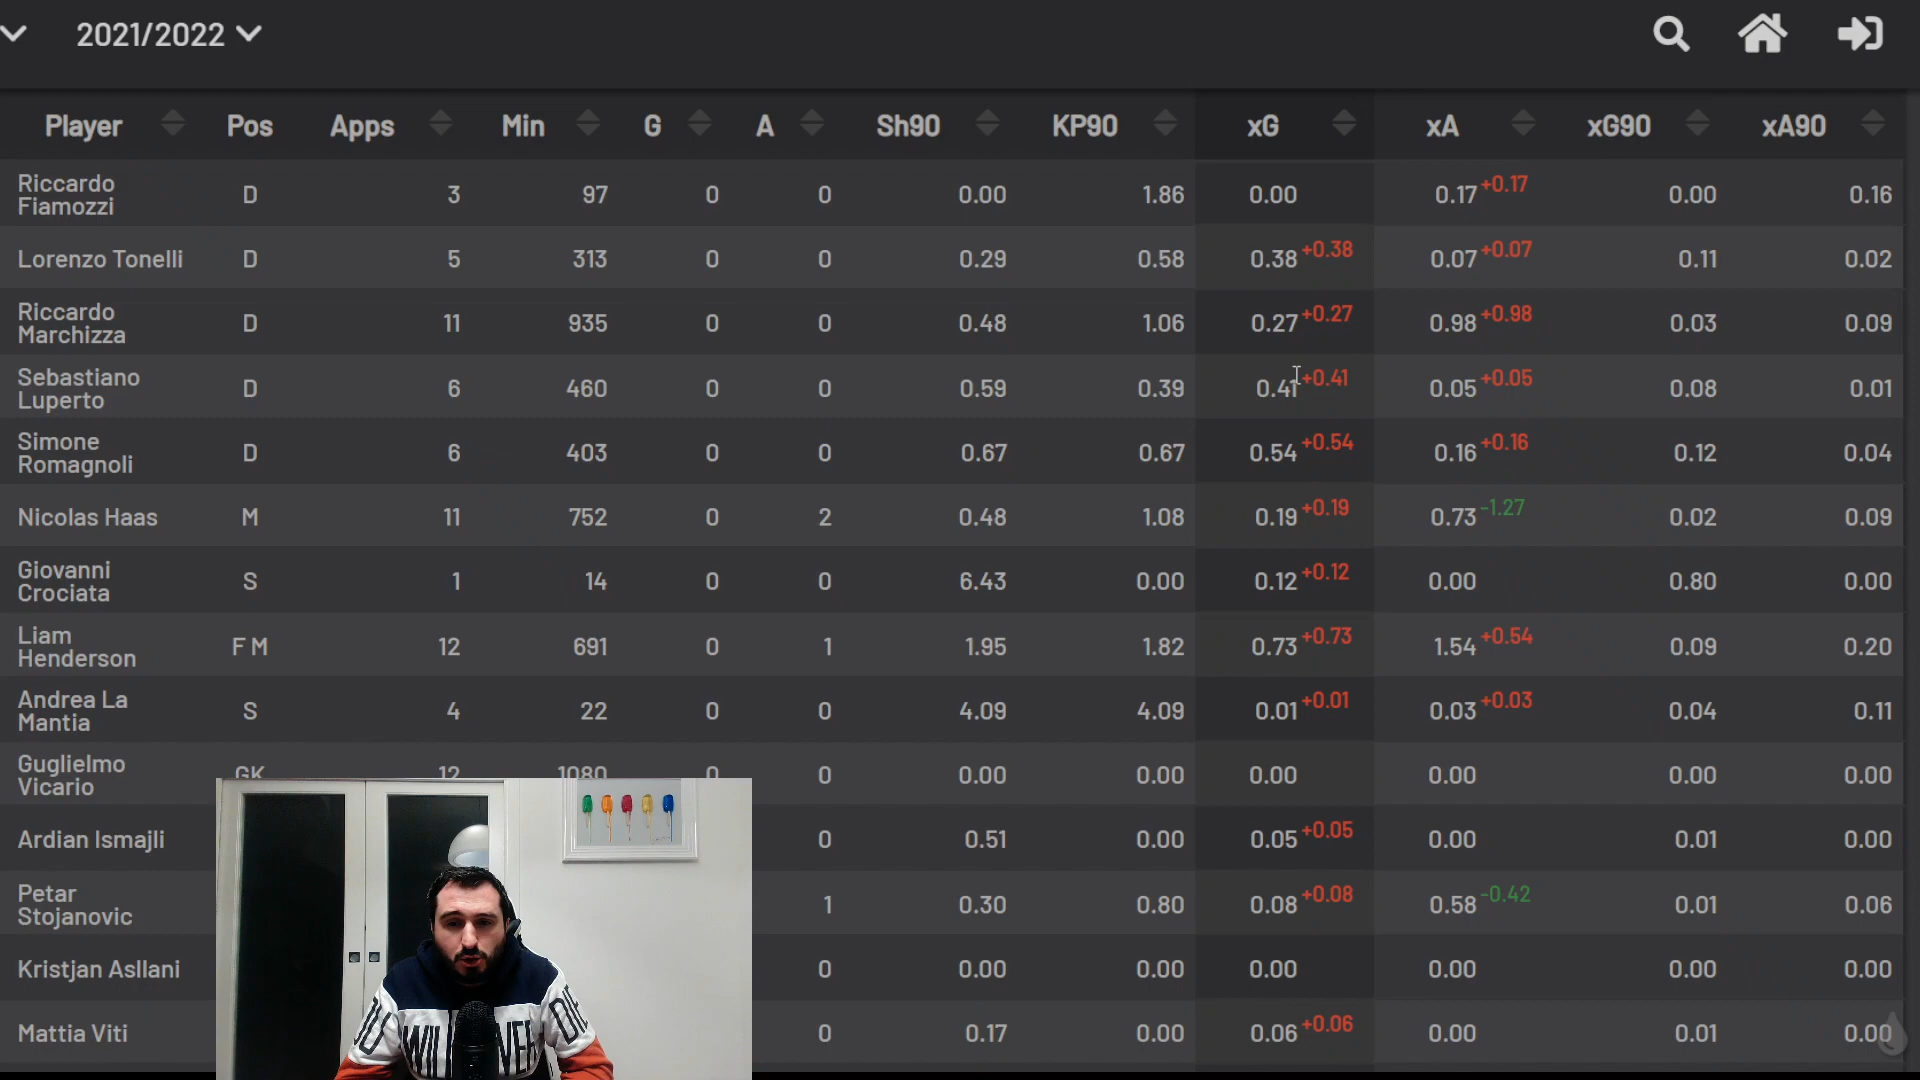 2021/2022
Player Pos Apps Min G A Sh90 KP90 xG xA xG90 xA90
Riccardo
Fiamozzi D 3 97 0 0 0.00 1.86 0.00 0.17 +0.17 0.00 0.16
Lorenzo Tonelli D 5 313 0 0 0.29 0.58 0.38 +0.38 0.07 +0.07 0.11 0.02
Riccardo
Marchizza D 11 935 0 0 0.48 1.06 0.27 +0.27 0.98 +0.98 0.03 0.09
Sebastiano
Luperto D 6 460 0 0 0.59 0.39 0.41 +0.41 0.05 +0.05 0.08 0.01
Simone
Romagnoli D 6 403 0 0 0.67 0.67 0.54 +0.54 0.16 +0.16 0.12 0.04
Nicolas Haas M 11 752 0 2 0.48 1.08 0.19 +0.19 0.73 -1.27 0.02 0.09
Giovanni
Crociata S 1 14 0 0 6.43 0.00 0.12 +0.12 0.00 0.80 0.00
Liam
Henderson F M 12 691 0 1 1.95 1.82 0.73 +0.73 1.54 +0.54 0.09 0.20
Andrea La
Mantia S 4 22 0 0 4.09 4.09 0.01 +0.01 0.03 +0.03 0.04 0.11
Guglielmo
Vicario GK 12 1080 0 0 0.00 0.00 0.00 0.00 0.00 0.00
Ardian Ismajli 0 0.51 0.00 0.05 +0.05 0.00 0.01 0.00
Petar
Stojanovic 1 0.30 0.80 0.08 +0.08 0.58 -0.42 0.01 0.06
Kristjan Asllani 0 0.00 0.00 0.00 0.00 0.00 0.00
Mattia Viti 0 0.17 0.00 0.06 +0.06 0.00 0.01 0.00